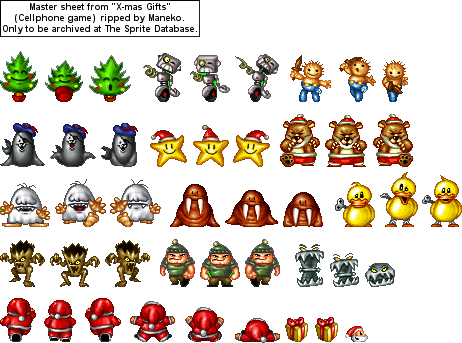 Master sheet from "X-mas Gifts"
(Cellphone game) ripped by Maneko.
Only to be archived at The Sprite Database.